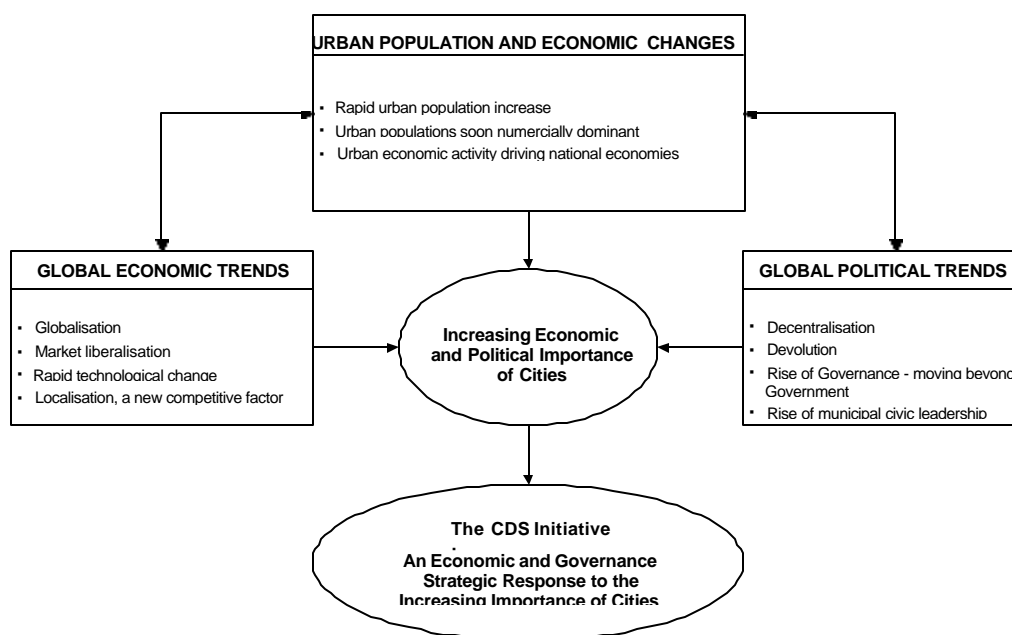 URBAN POPULATION AND ECONOMIC CHANGES
▪ Rapid urban population increase
▪ Urban populations soon numercially dominant
▪ Urban economic activity driving national economies
GLOBAL ECONOMIC TRENDS
▪ Globalisation
▪ Market liberalisation
▪ Rapid technological change
▪ Localisation, a new competitive factor
Increasing Economic
and Political Importance
of Cities
GLOBAL POLITICAL TRENDS
▪ Decentralisation
▪ Devolution
▪ Rise of Governance - moving beyond
Government
▪ Rise of municipal civic leadership
The CDS Initiative
.
An Economic and Governance
Strategic Response to the
Increasing Importance of Cities